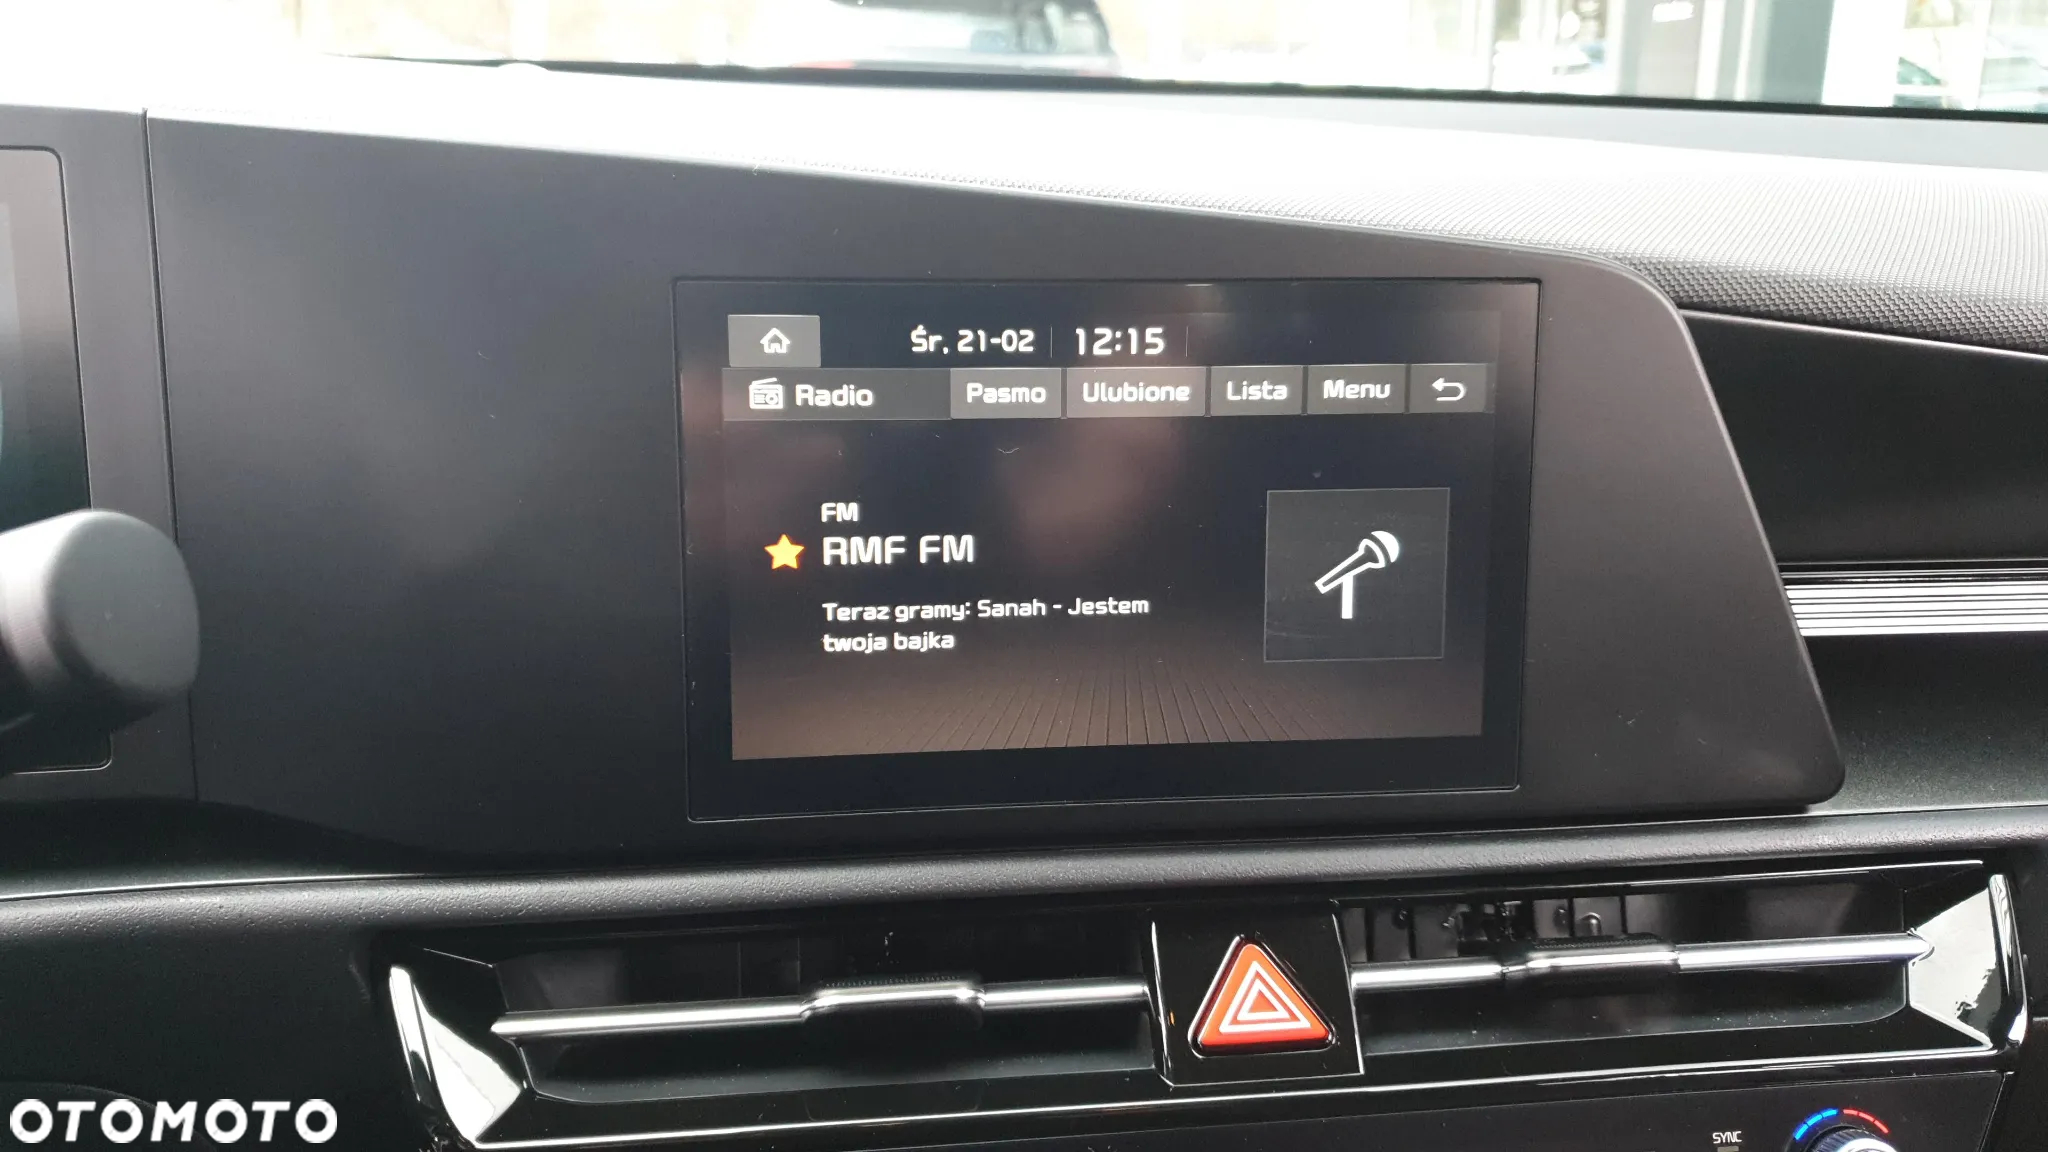 Śr, 21-02 12:15
Radio Pasmo Ulubione Lista Menu
FM
RMF FM
Teraz gramy: Sanah - Jestem
twoja bajka
SYNC
OTOMOTO